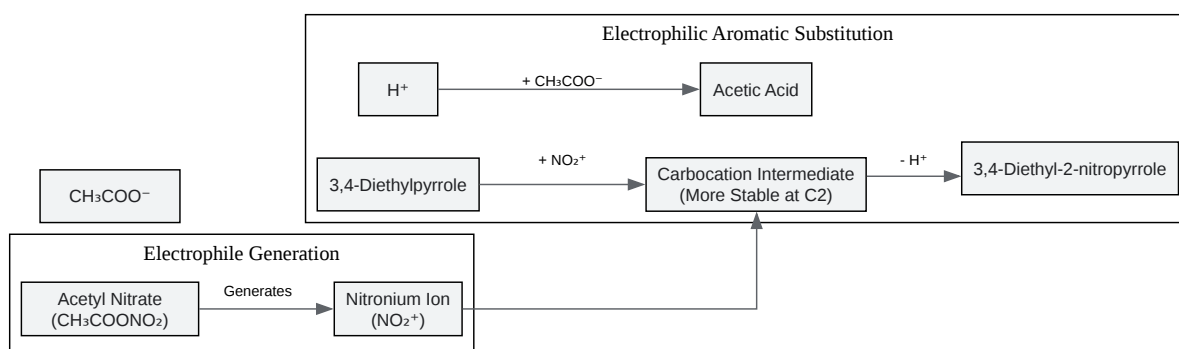 Electrophilic Aromatic Substitution
H⁺
+ CH₃COO⁻
Acetic Acid
3,4-Diethylpyrrole
+ NO₂⁺
Carbocation Intermediate
(More Stable at C2)
- H⁺
3,4-Diethyl-2-nitropyrrole
CH₃COO⁻
Electrophile Generation
Acetyl Nitrate
(CH₃COONO₂)
Generates
Nitronium Ion
(NO₂⁺)